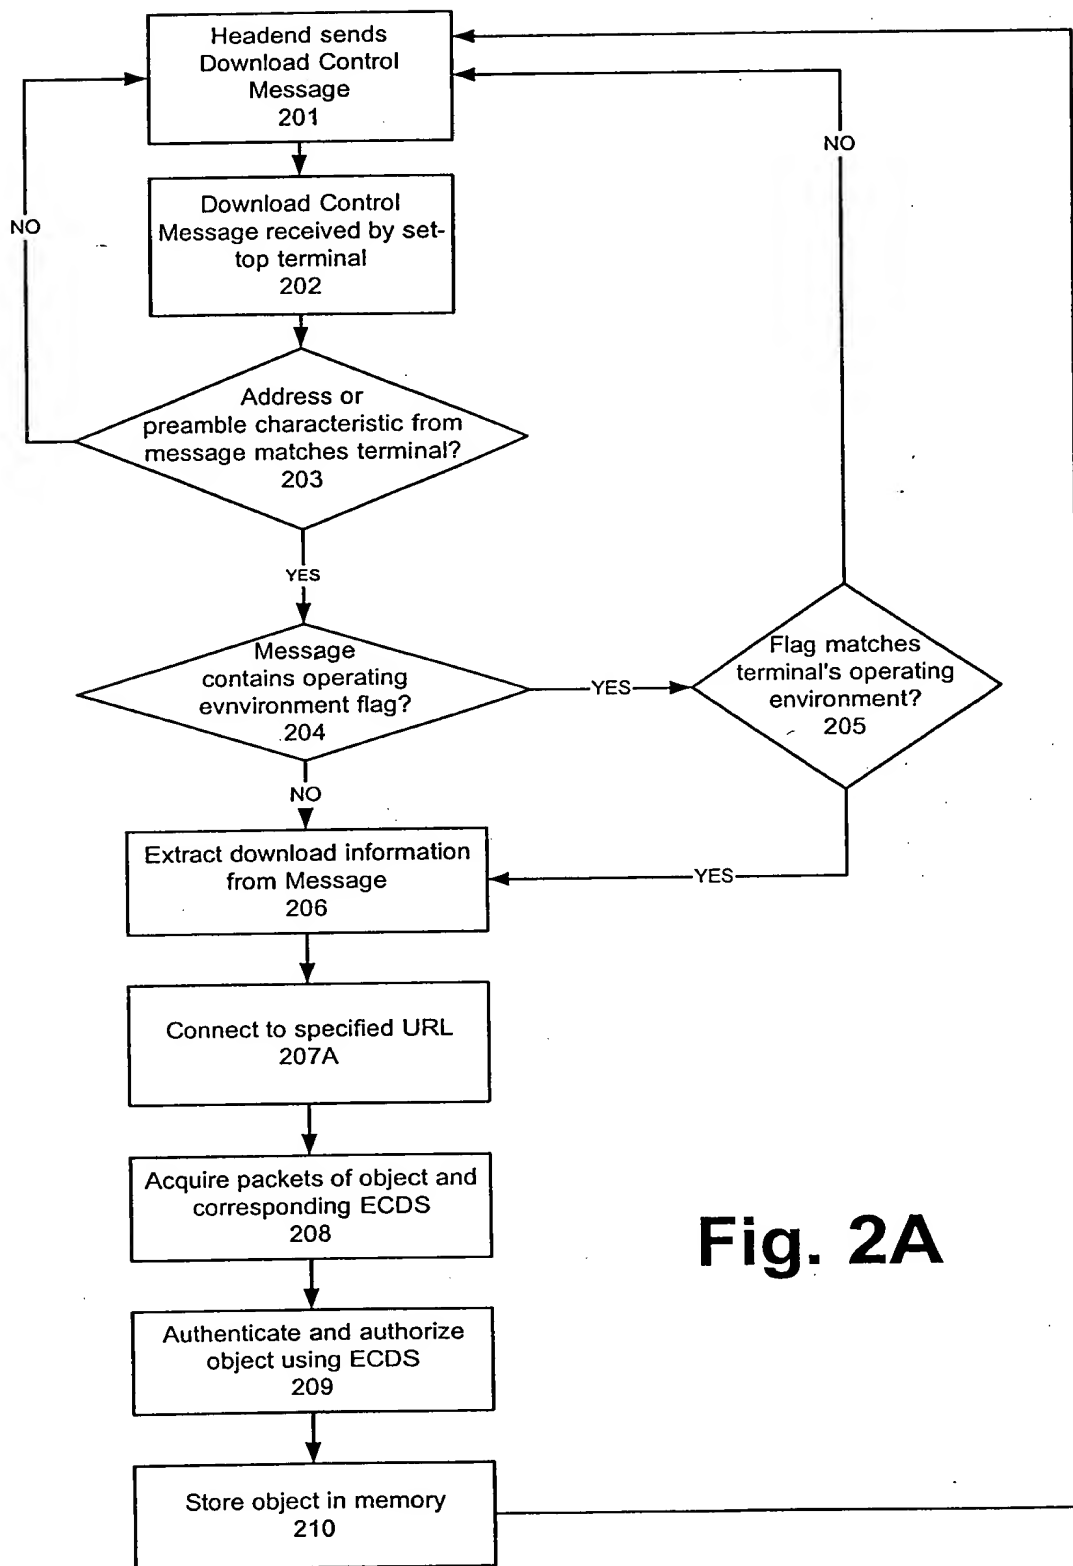 Headend sends
Download Control
Message
201
NO
NO
Download Control
Message received by set-
top terminal
202
Address or
preamble characteristic from
message matches terminal?
203
YES
Message
contains operating
evnvironment flag?
204
YES
Flag matches
terminal's operating
environment?
205
NO
Extract download information
from Message
206
YES
Connect to specified URL
207A
Acquire packets of object and
corresponding ECDS
208
Fig. 2A
Authenticate and authorize
object using ECDS
209
Store object in memory
210